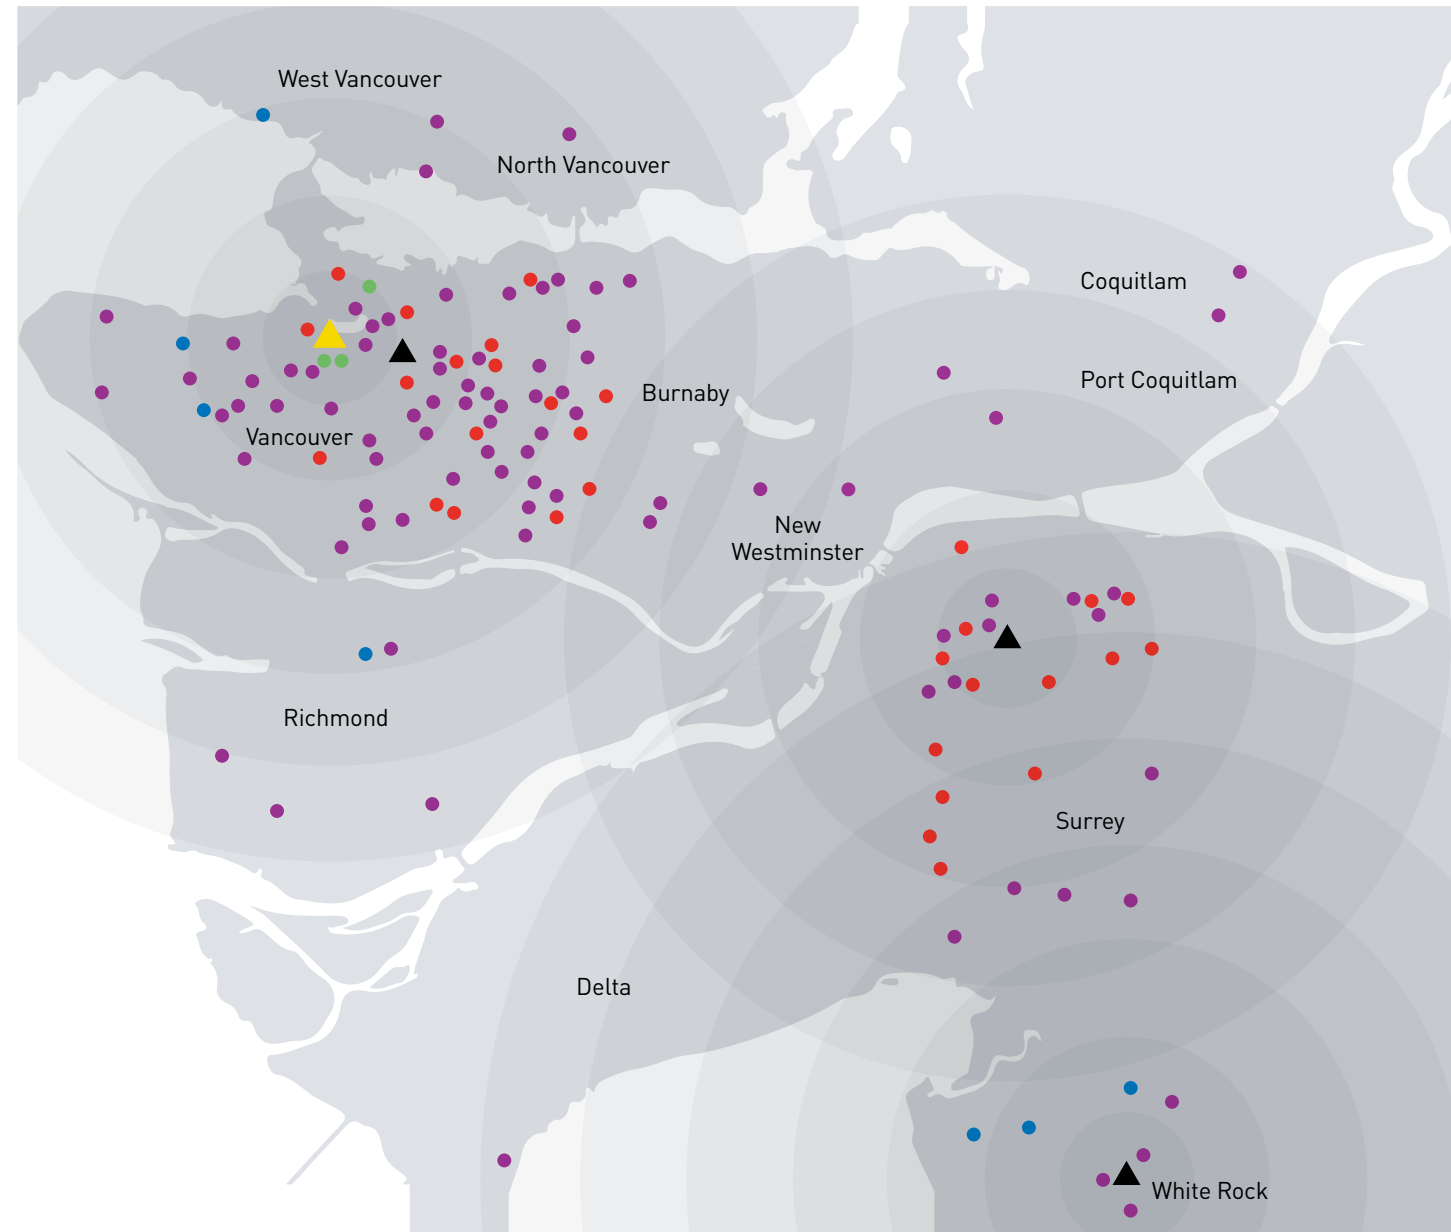 West Vancouver
North Vancouver
Coquitlam
Port Coquitlam
Burnaby
Vancouver
New
Westminster
Richmond
Surrey
Delta
White Rock